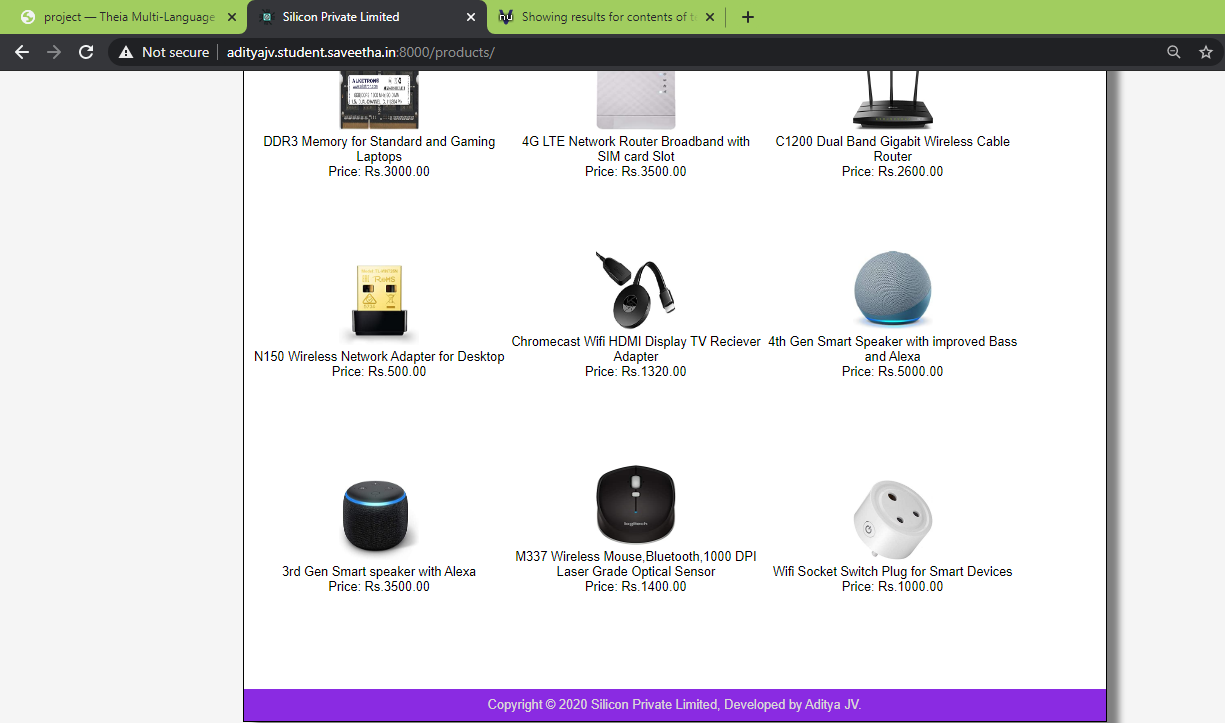 project — Theia Multi-Language
Silicon Private Limited
Showing results for contents of t
Not secure
adityajv.student.saveetha.in:8000/products/
ALKETRON
DDR3 Memory for Standard and Gaming
Laptops
Price: Rs.3000.00
4G LTE Network Router Broadband with
SIM card Slot
Price: Rs.3500.00
C1200 Dual Band Gigabit Wireless Cable
Router
Price: Rs.2600.00
N150 Wireless Network Adapter for Desktop
Price: Rs.500.00
Chromecast Wifi HDMI Display TV Reciever
Adapter
Price: Rs.1320.00
4th Gen Smart Speaker with improved Bass
and Alexa
Price: Rs.5000.00
3rd Gen Smart speaker with Alexa
Price: Rs.3500.00
logitech
M337 Wireless Mouse,Bluetooth,1000 DPI
Laser Grade Optical Sensor
Price: Rs.1400.00
Wifi Socket Switch Plug for Smart Devices
Price: Rs.1000.00
Copyright © 2020 Silicon Private Limited, Developed by Aditya JV.